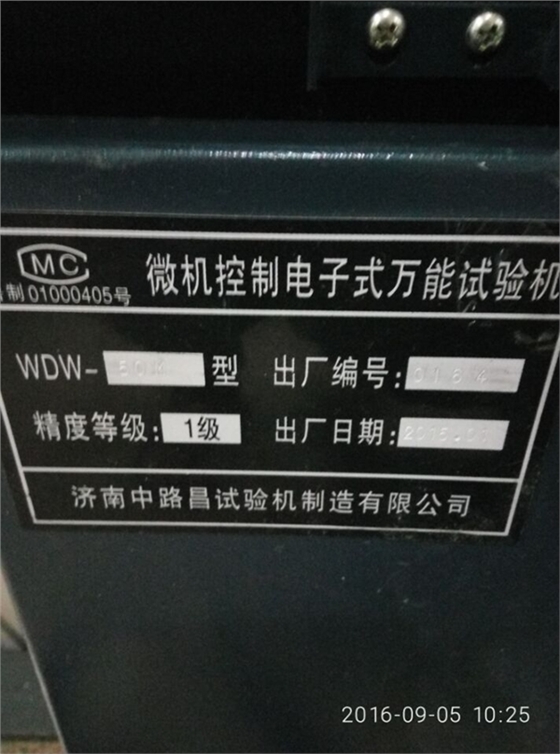 MC
制01000405号
微机控制电子式万能试验机
WDW- 型 出厂编号:
精度等级: 1级 出厂日期:
济南中路昌试验机制造有限公司
2016-09-05 10:25